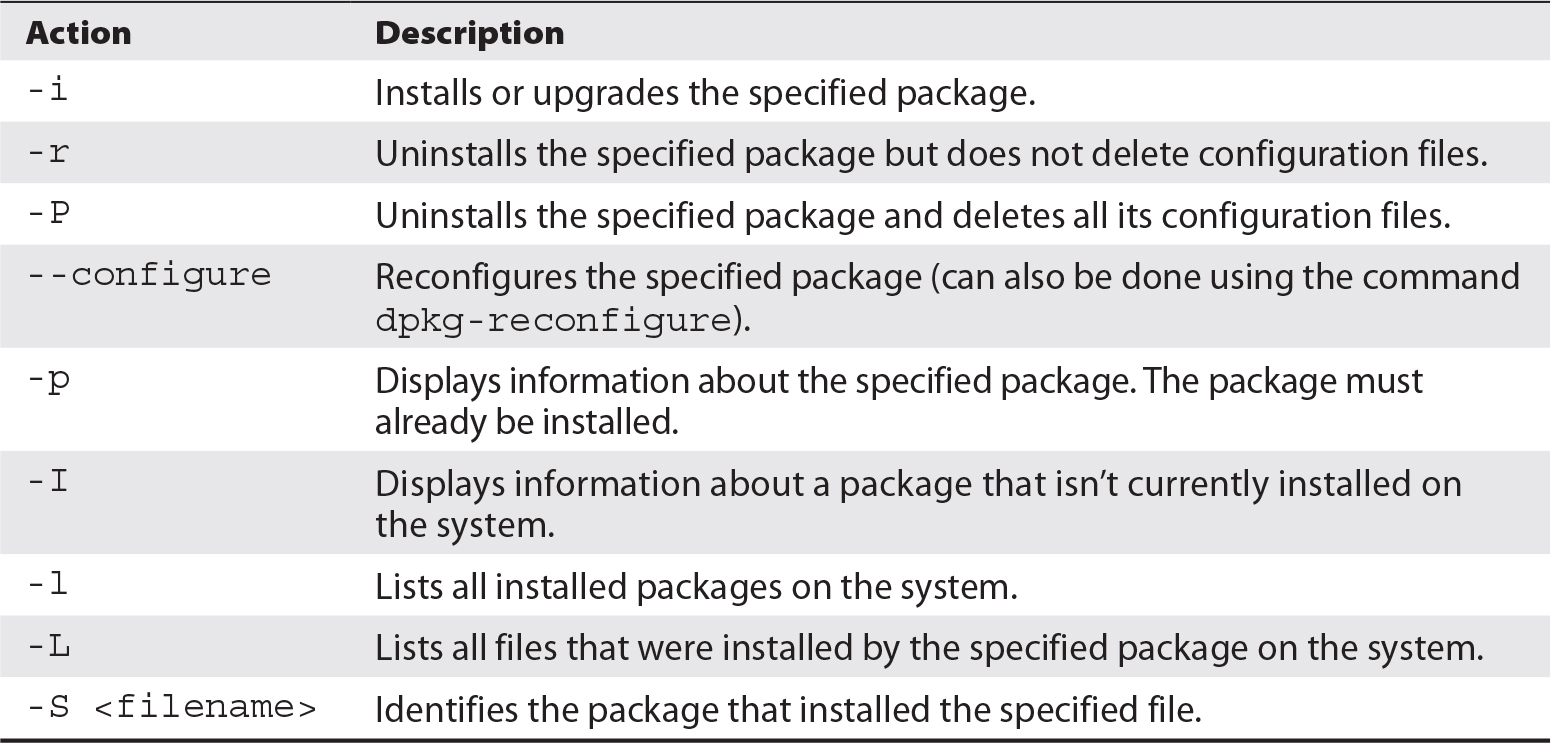 Action Description
-i Installs or upgrades the specified package.
-r Uninstalls the specified package but does not delete configuration files.
-P Uninstalls the specified package and deletes all its configuration files.
--configure Reconfigures the specified package (can also be done using the command
dpkg-reconfigure).
-p Displays information about the specified package. The package must
already be installed.
-I Displays information about a package that isn’t currently installed on
the system.
-l Lists all installed packages on the system.
-L Lists all files that were installed by the specified package on the system.
-S <filename> Identifies the package that installed the specified file.